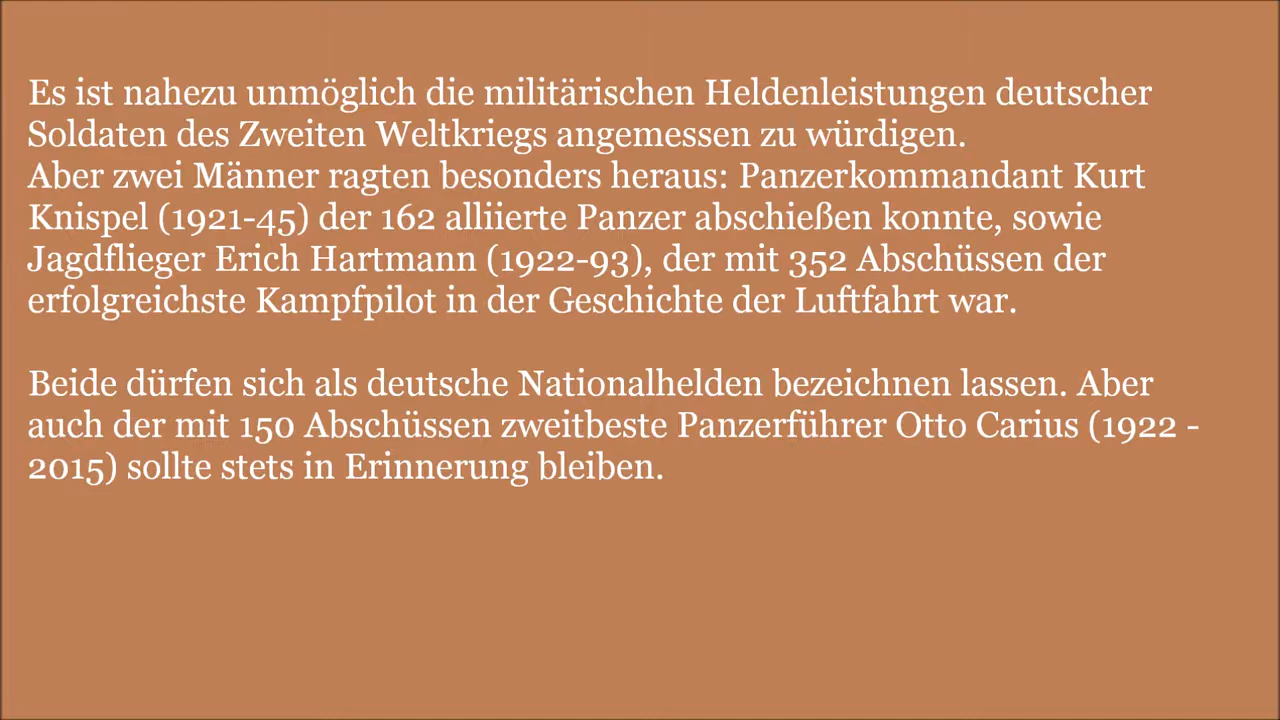 Es ist nahezu unmöglich die militärischen Heldenleistungen deutscher
Soldaten des Zweiten Weltkriegs angemessen zu würdigen.
Aber zwei Männer ragten besonders heraus: Panzerkommandant Kurt
Knispel (1921-45) der 162 alliierte Panzer abschießen konnte, sowie
Jagdflieger Erich Hartmann (1922-93), der mit 352 Abschüssen der
erfolgreichste Kampfpilot in der Geschichte der Luftfahrt war.
Beide dürfen sich als deutsche Nationalhelden bezeichnen lassen. Aber
auch der mit 150 Abschüssen zweitbeste Panzerführer Otto Carius (1922 -
2015) sollte stets in Erinnerung bleiben.